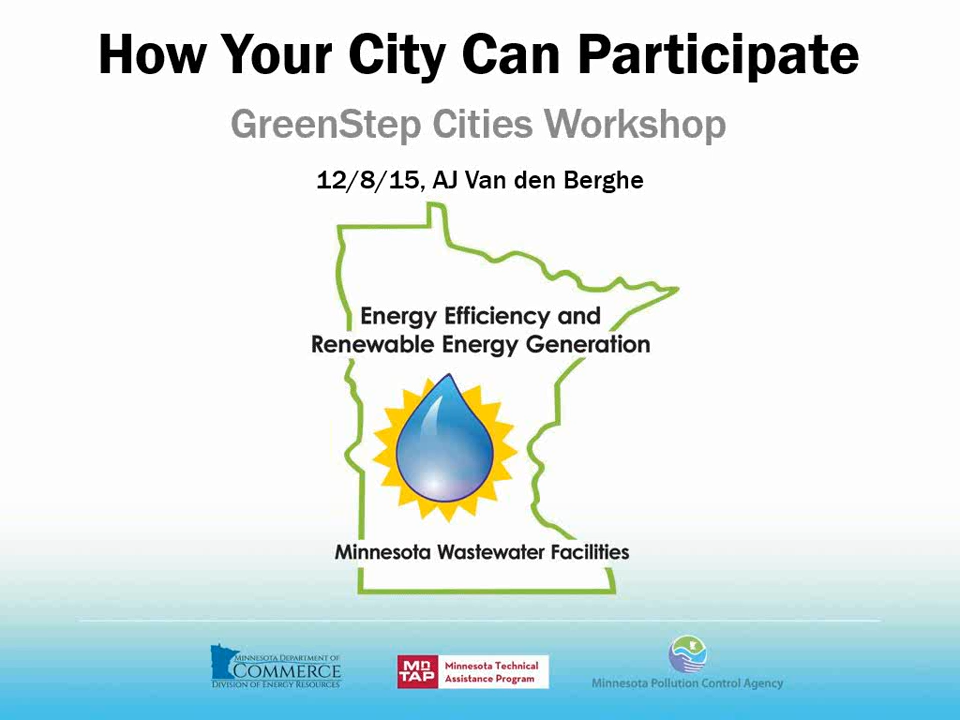 How Your City Can Participate
GreenStep Cities Workshop
12/8/15, AJ Van den Berghe
Energy Efficiency and
Renewable Energy Generation
Minnesota Wastewater Facilities
MINNESOTA DEPARTMENT OF
COMMERCE
DIVISION OF ENERGY RESOURCES
MnTAP
Minnesota Technical
Assistance Program
Minnesota Pollution Control Agency